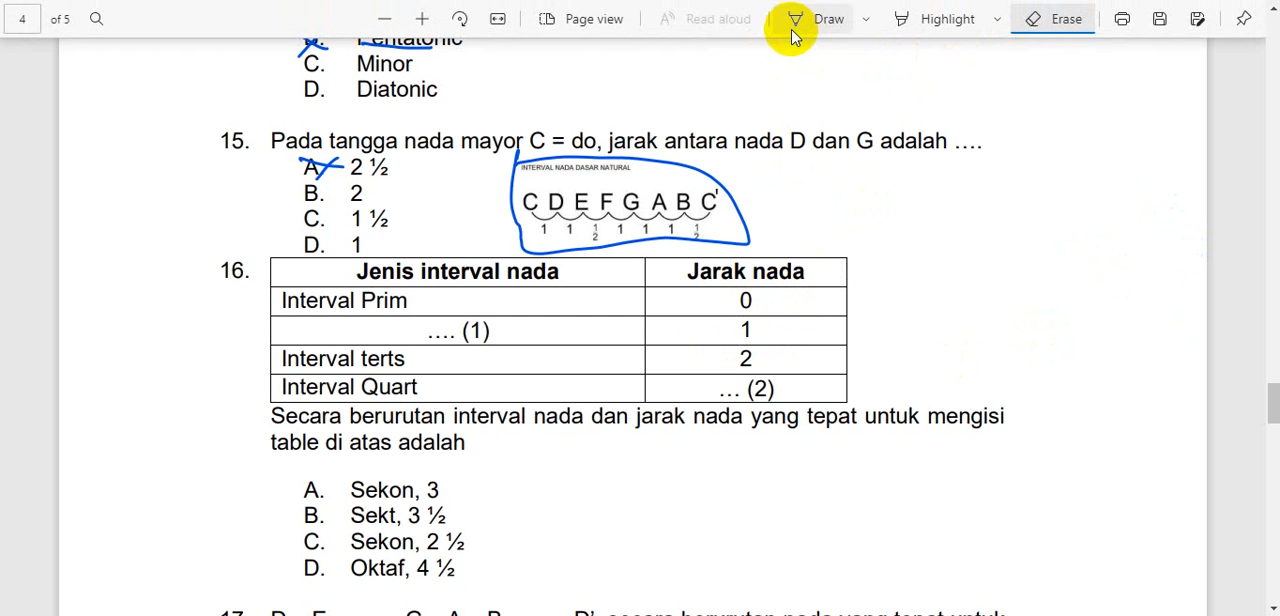 4 of 5 Page view Read aloud Draw Highlight Erase
B. Pentatonic
C. Minor
D. Diatonic
15. Pada tangga nada mayor C = do, jarak antara nada D dan G adalah ….
A. 2 ½
INTERVAL NADA DASAR NATURAL
B. 2
C D E F G A B C'
C. 1 ½
1 1 1/2 1 1 1 1/2
D. 1
16. Jenis interval nada Jarak nada
Interval Prim 0
…. (1) 1
Interval terts 2
Interval Quart … (2)
Secara berurutan interval nada dan jarak nada yang tepat untuk mengisi
table di atas adalah
A. Sekon, 3
B. Sekt, 3 ½
C. Sekon, 2 ½
D. Oktaf, 4 ½